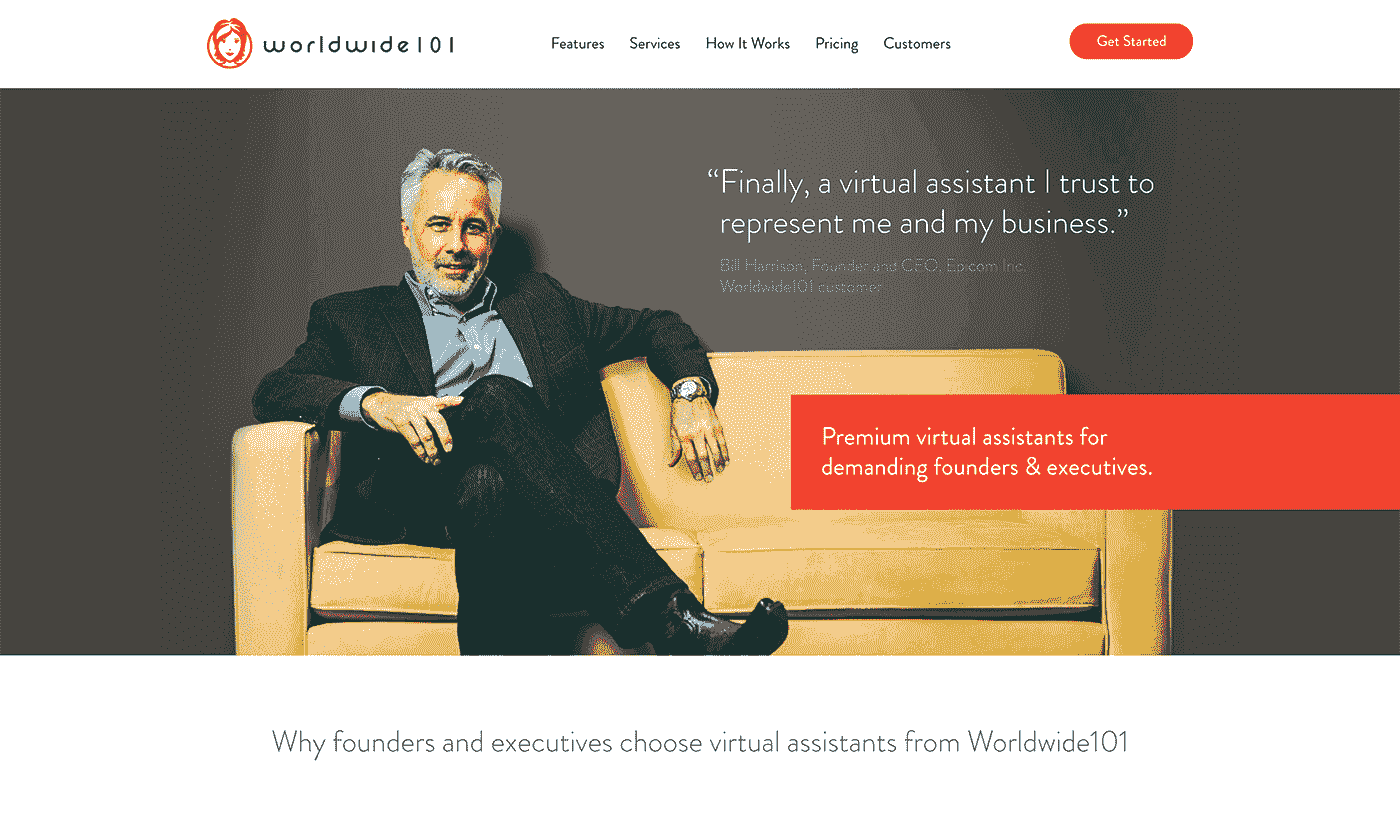 worldwide101
Features
Services
How It Works
Pricing
Customers
Get Started
“Finally, a virtual assistant I trust to
represent me and my business.”
Bill Harrison, Founder and CEO, Epicom Inc.
Worldwide101 customer
Premium virtual assistants for
demanding founders & executives.
Why founders and executives choose virtual assistants from Worldwide101